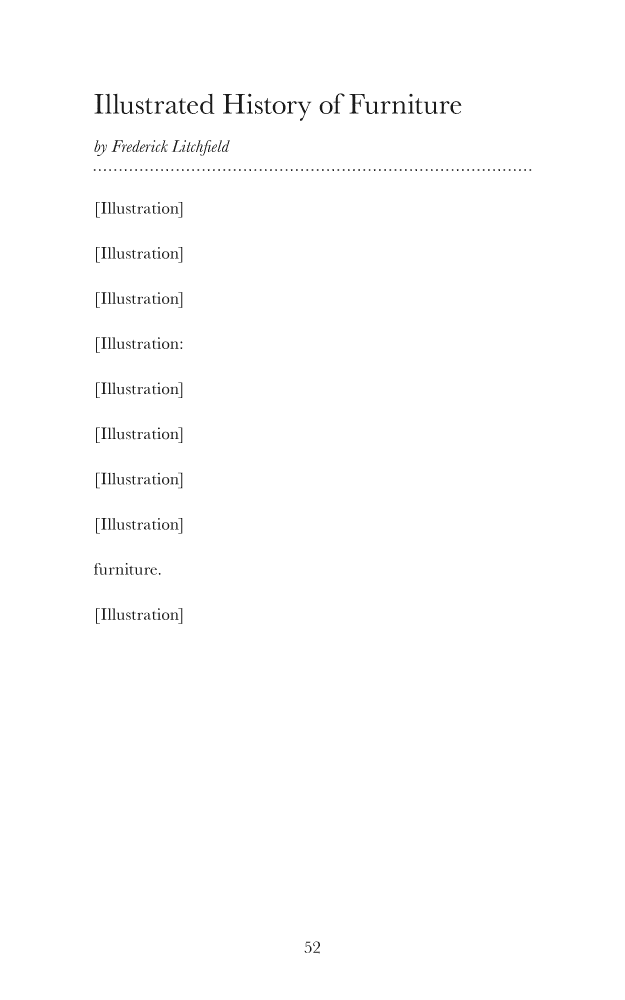 Illustrated History of Furniture
by Frederick Litchfield
[Illustration]
[Illustration]
[Illustration]
[Illustration:
[Illustration]
[Illustration]
[Illustration]
[Illustration]
furniture.
[Illustration]
52